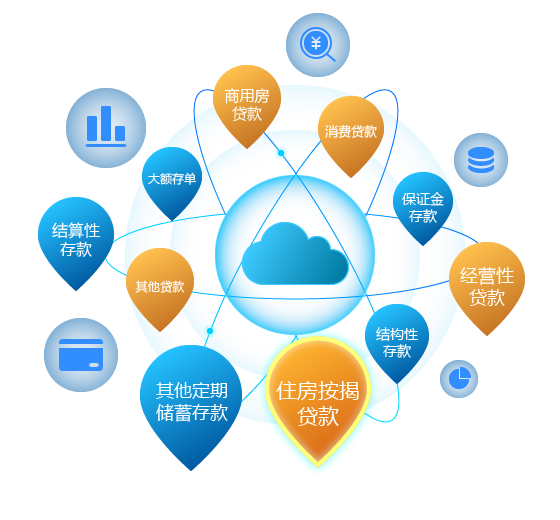 ¥
商用房
贷款
消费贷款
大额存单
保证金
存款
结算性
存款
其他贷款
经营性
贷款
结构性
存款
其他定期
储蓄存款
住房按揭
贷款